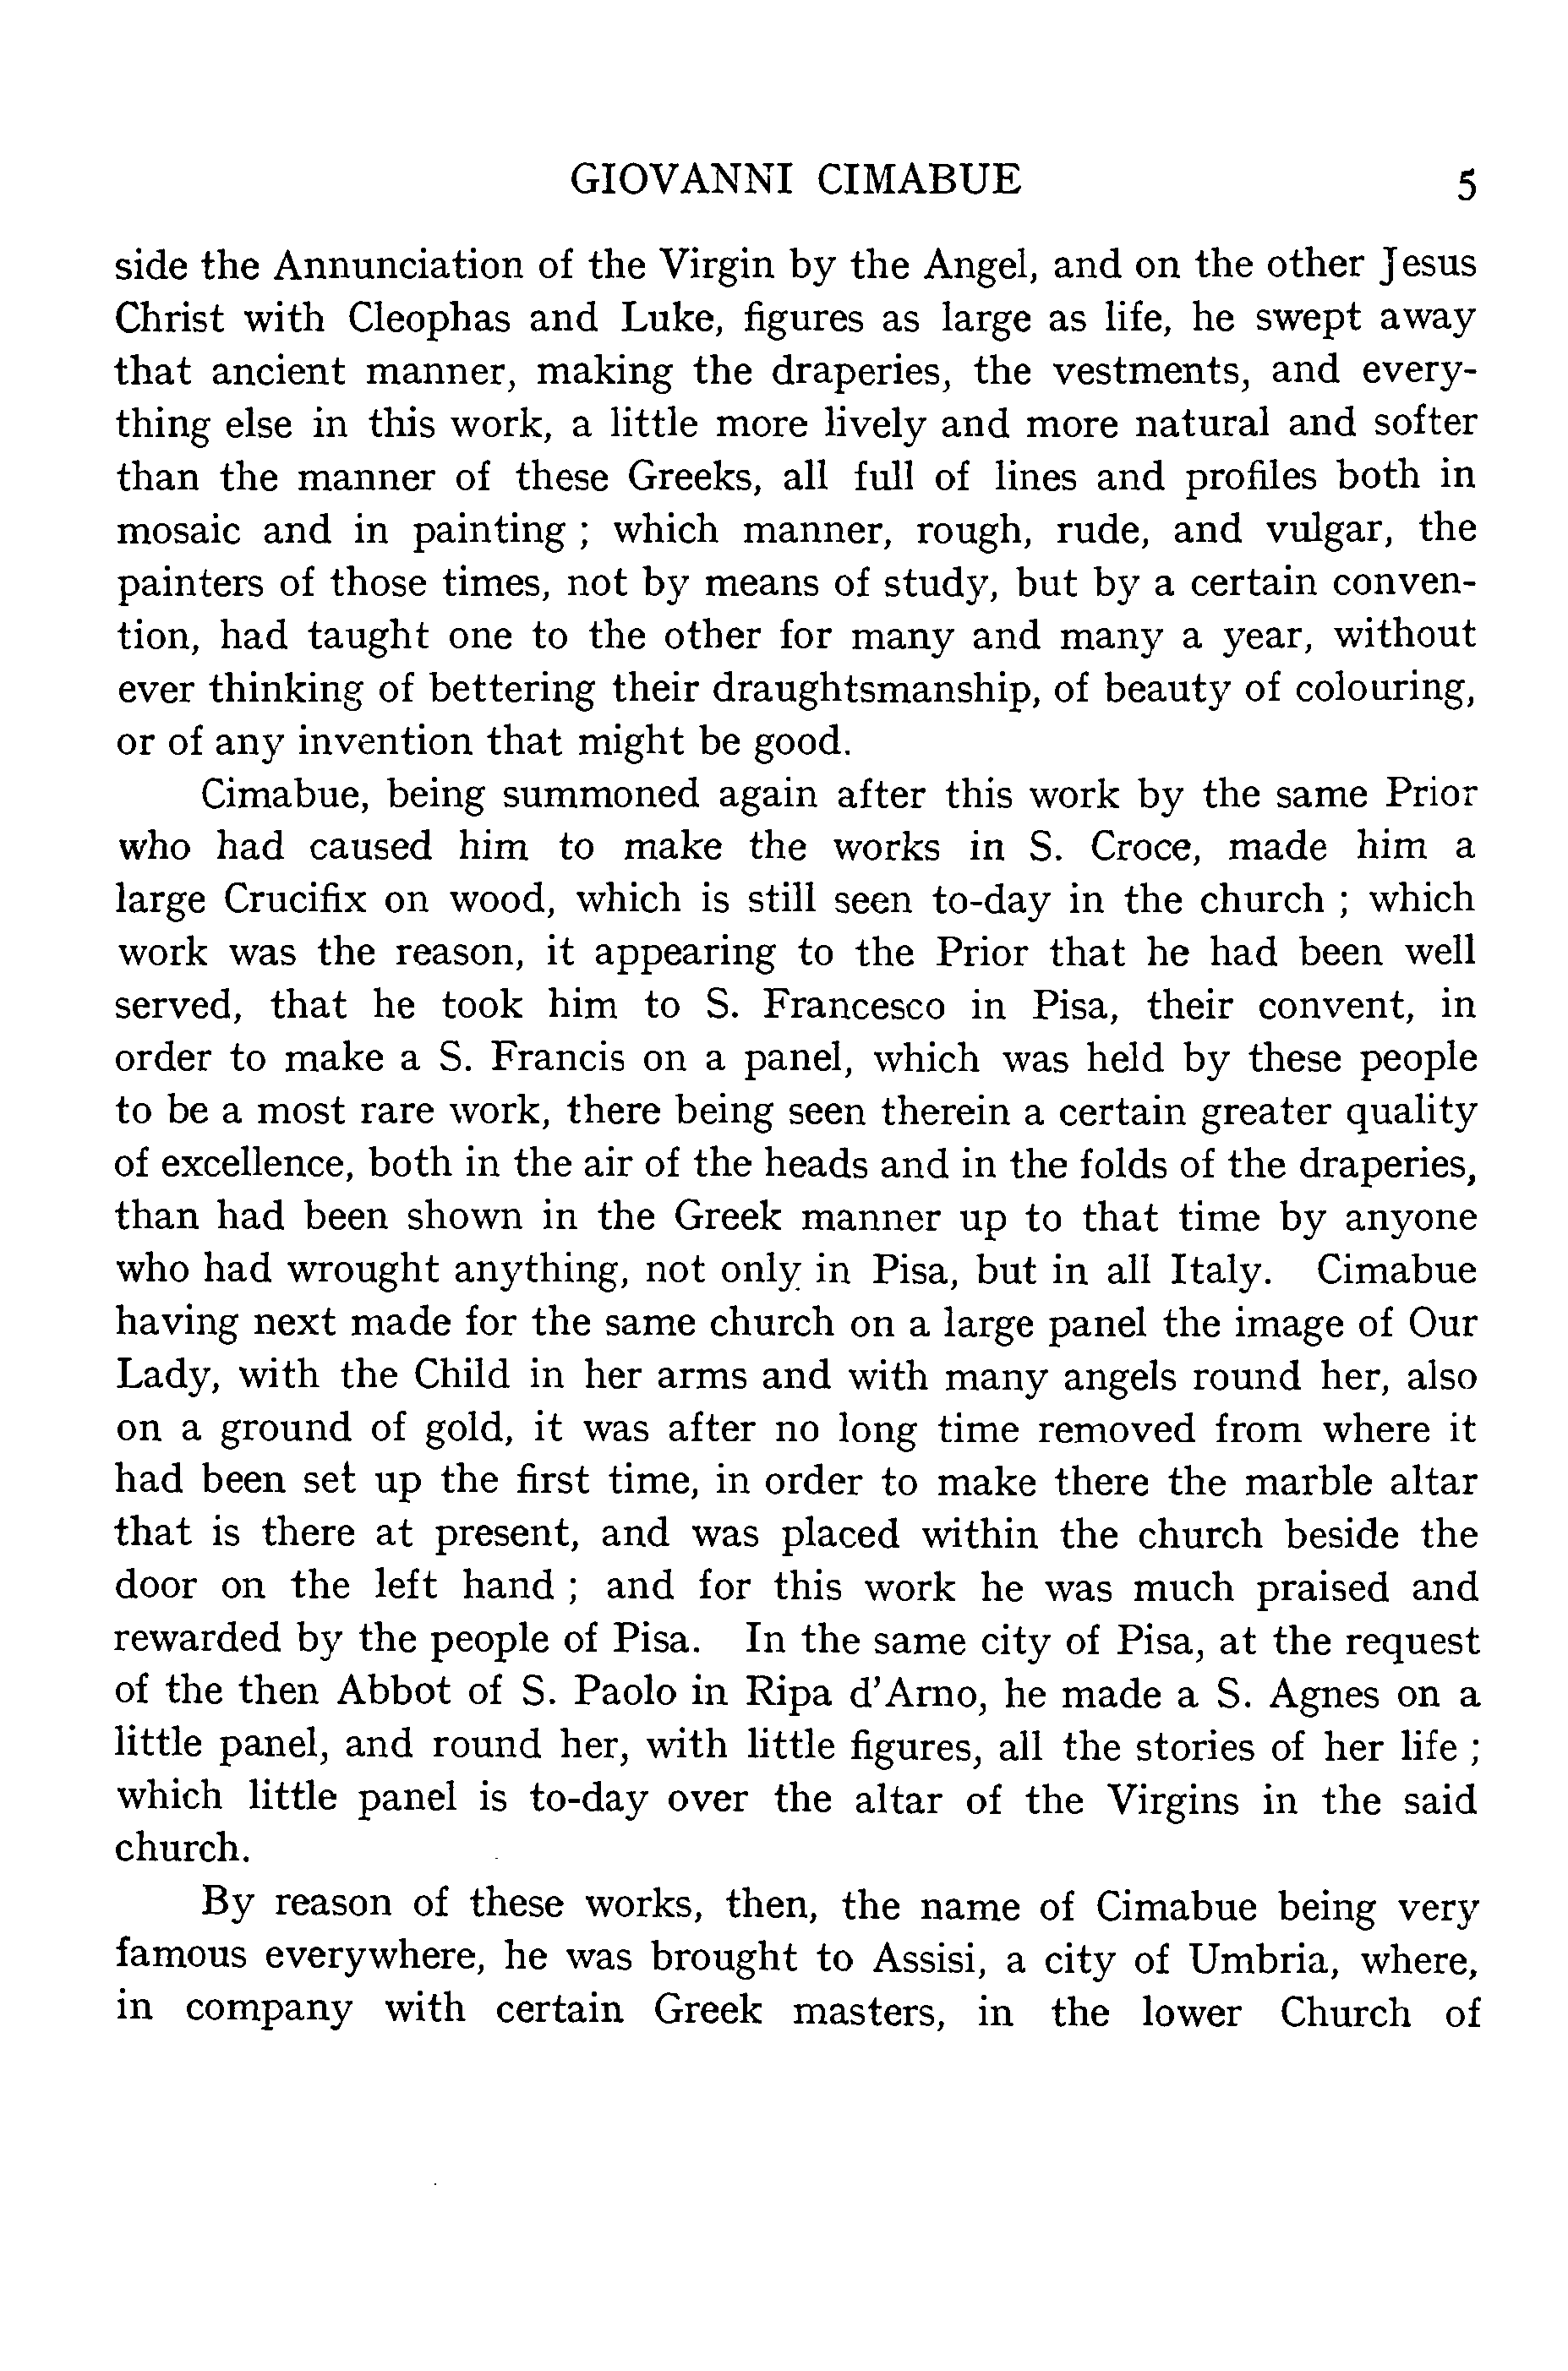 GIOVANNI CIMABUE 5
side the Annunciation of the Virgin by the Angel, and on the other Jesus
Christ with Cleophas and Luke, figures as large as life, he swept away
that ancient manner, making the draperies, the vestments, and every-
thing else in this work, a little more lively and more natural and softer
than the manner of these Greeks, all full of lines and profiles both in
mosaic and in painting ; which manner, rough, rude, and vulgar, the
painters of those times, not by means of study, but by a certain conven-
tion, had taught one to the other for many and many a year, without
ever thinking of bettering their draughtsmanship, of beauty of colouring,
or of any invention that might be good.
Cimabue, being summoned again after this work by the same Prior
who had caused him to make the works in S. Croce, made him a
large Crucifix on wood, which is still seen to-day in the church ; which
work was the reason, it appearing to the Prior that he had been well
served, that he took him to S. Francesco in Pisa, their convent, in
order to make a S. Francis on a panel, which was held by these people
to be a most rare work, there being seen therein a certain greater quality
of excellence, both in the air of the heads and in the folds of the draperies,
than had been shown in the Greek manner up to that time by anyone
who had wrought anything, not only in Pisa, but in all Italy. Cimabue
having next made for the same church on a large panel the image of Our
Lady, with the Child in her arms and with many angels round her, also
on a ground of gold, it was after no long time removed from where it
had been set up the first time, in order to make there the marble altar
that is there at present, and was placed within the church beside the
door on the left hand ; and for this work he was much praised and
rewarded by the people of Pisa. In the same city of Pisa, at the request
of the then Abbot of S. Paolo in Ripa d'Arno, he made a S. Agnes on a
little panel, and round her, with little figures, all the stories of her life ;
which little panel is to-day over the altar of the Virgins in the said
church.
By reason of these works, then, the name of Cimabue being very
famous everywhere, he was brought to Assisi, a city of Umbria, where,
in company with certain Greek masters, in the lower Church of